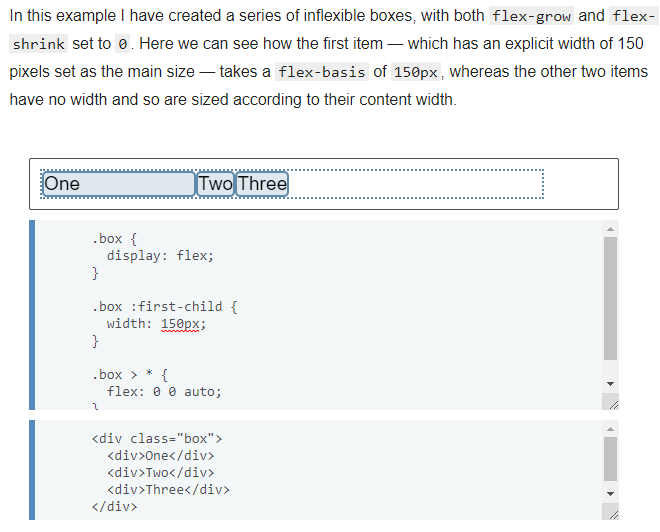 In this example I have created a series of inflexible boxes, with both flex-grow and flex-
shrink set to 0. Here we can see how the first item — which has an explicit width of 150
pixels set as the main size — takes a flex-basis of 150px, whereas the other two items
have no width and so are sized according to their content width.
One Two Three
.box {
display: flex;
}
.box :first-child {
width: 150px;
}
.box > * {
flex: 0 0 auto;
}
<div class="box">
<div>One</div>
<div>Two</div>
<div>Three</div>
</div>